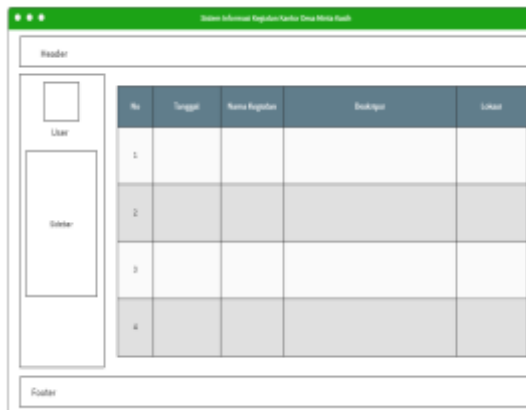 Sistem Informasi Kegiatan Kantor Desa Minta Kasih
Header
User
Sidebar
No Tanggal Nama Kegiatan Deskripsi Lokasi
1
2
3
4
Footer